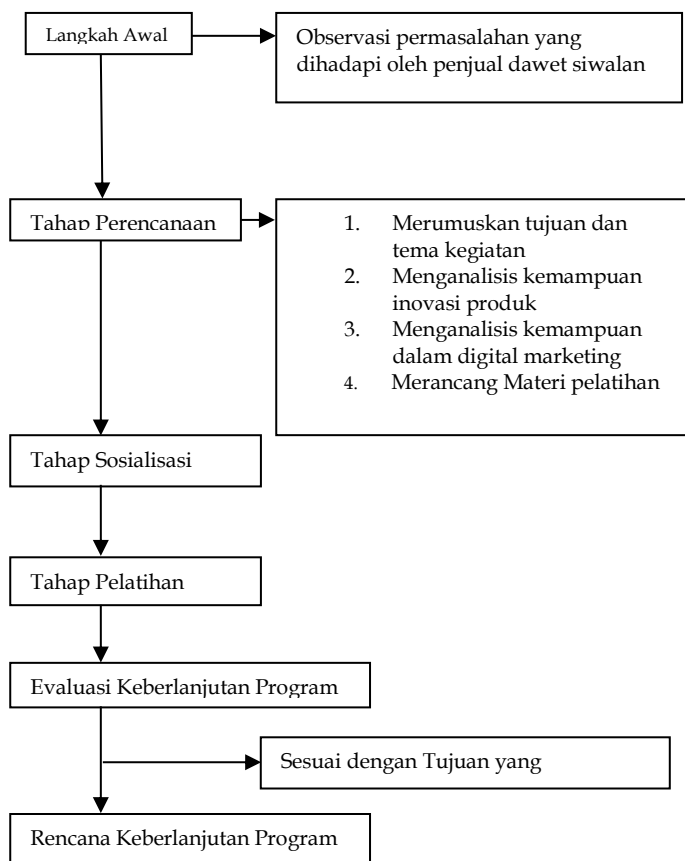 Langkah Awal
Observasi permasalahan yang
dihadapi oleh penjual dawet siwalan
Tahap Perencanaan
1. Merumuskan tujuan dan
tema kegiatan
2. Menganalisis kemampuan
inovasi produk
3. Menganalisis kemampuan
dalam digital marketing
4. Merancang Materi pelatihan
Tahap Sosialisasi
Tahap Pelatihan
Evaluasi Keberlanjutan Program
Sesuai dengan Tujuan yang
Rencana Keberlanjutan Program